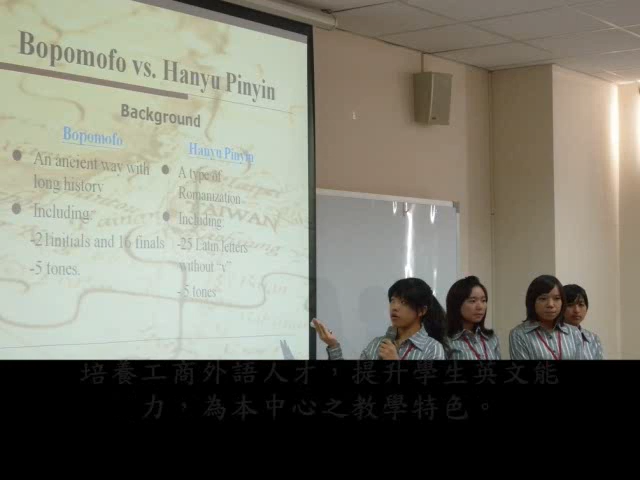 Bopomofo vs. Hanyu Pinyin
Background
Bopomofo
An ancient way with
long history
Including:
-21initials and 16 finals
-5 tones.
Hanyu Pinyin
A type of
Romanization
Including:
-25 Latin letters
without "v"
-5 tones
TAIWAN
培養工商外語人才，提升學生英文能
力，為本中心之教學特色。